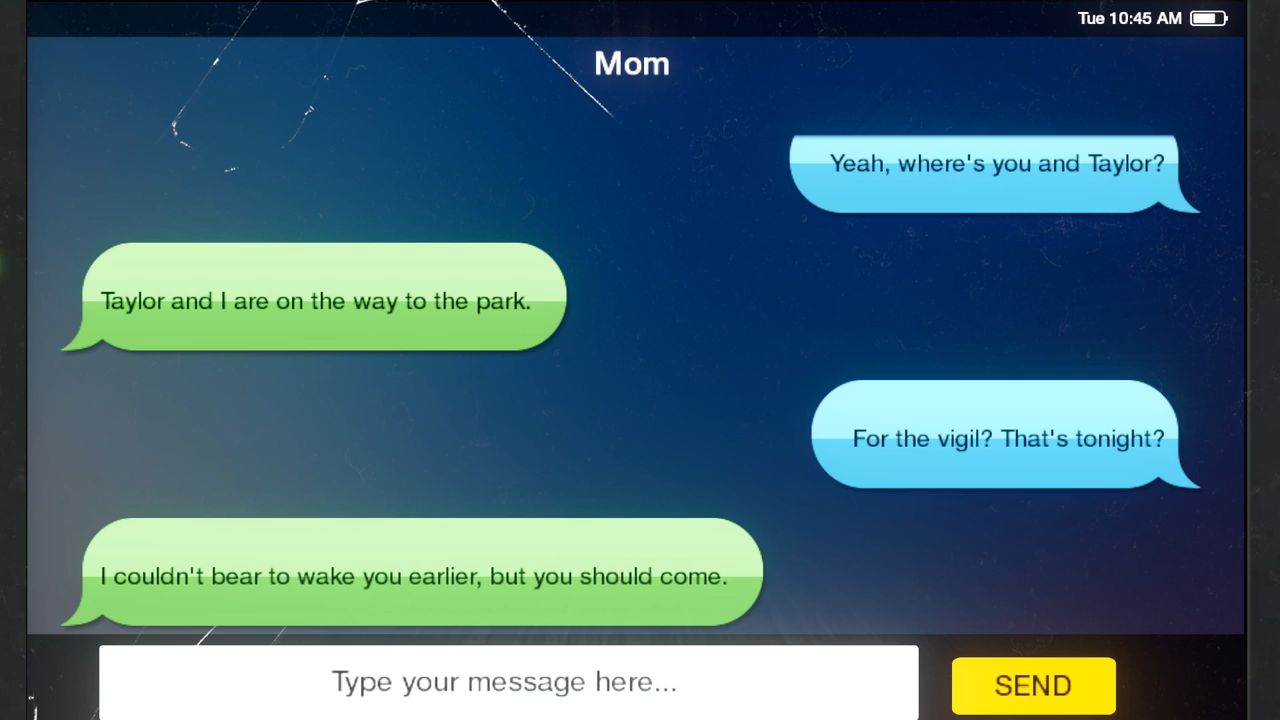 Tue 10:45 AM
Mom
Yeah, where's you and Taylor?
Taylor and I are on the way to the park.
For the vigil? That's tonight?
I couldn't bear to wake you earlier, but you should come.
Type your message here...
SEND